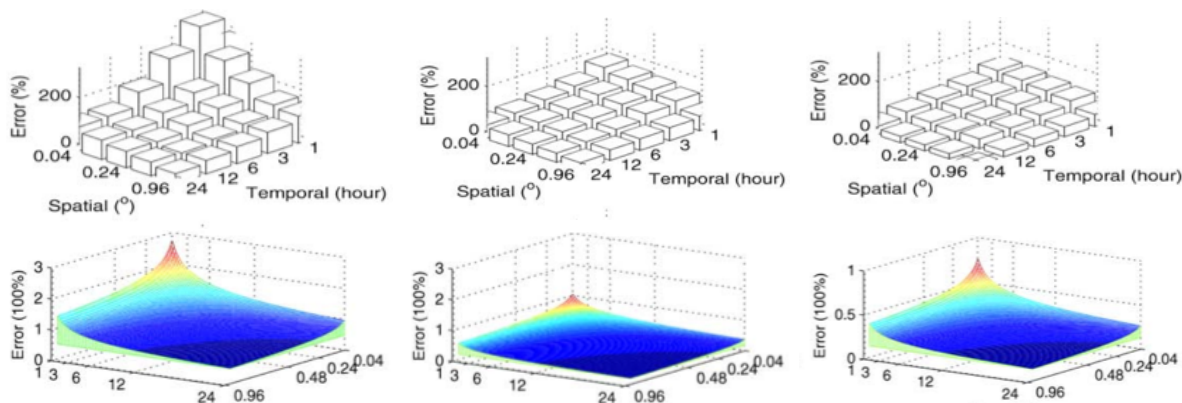 Error (%)
200
0
0.04
0.24
0.96
24
12
6
3
1
Spatial (o)
Temporal (hour)
Error (%)
200
0
0.04
0.24
0.96
24
12
6
3
1
Spatial (o)
Temporal (hour)
Error (%)
200
0
0.04
0.24
0.96
24
12
6
3
1
Spatial (o)
Temporal (hour)
Error (100%)
3
2
1
0
1 3 6 12 24
0.96 0.48 0.24 0.04
Error (100%)
3
2
1
0
1 3 6 12 24
0.96 0.48 0.24 0.04
Error (100%)
1
0.5
0
1 3 6 12 24
0.96 0.48 0.24 0.04